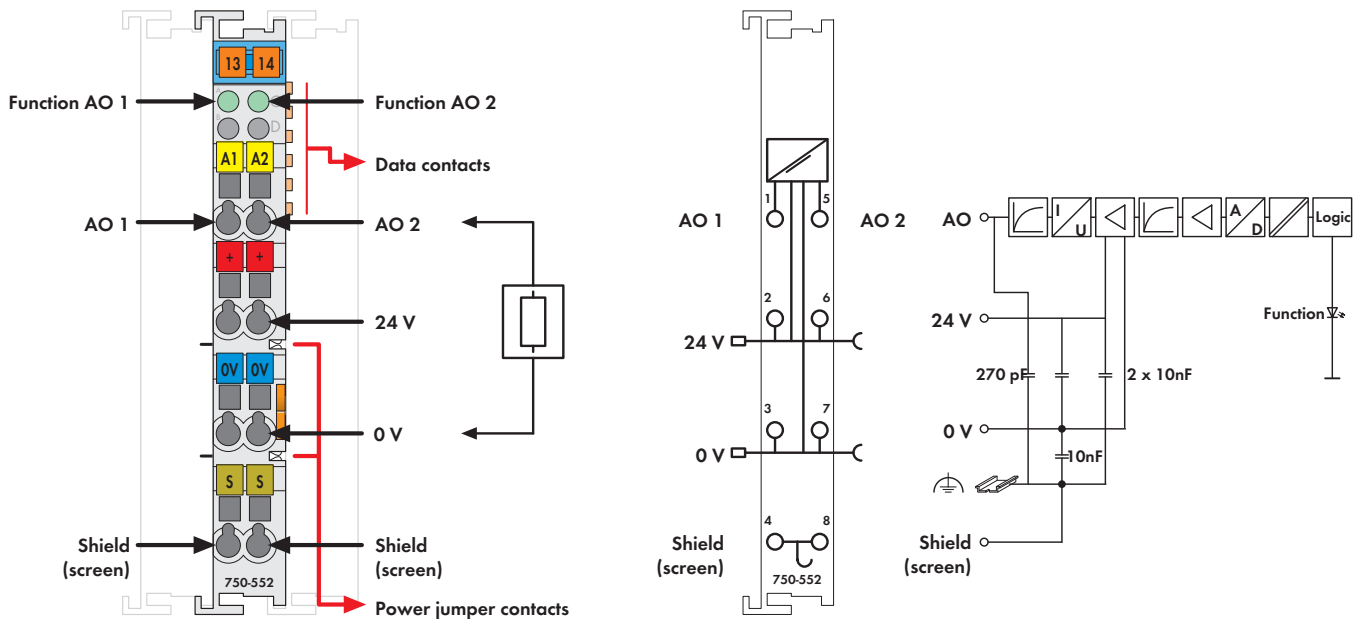 13 14
Function AO 1
Function AO 2
A
C
B
D
Data contacts
A1 A2
AO 1
AO 2
+ +
24 V
0V 0V
0 V
S S
Shield
(screen)
Shield
(screen)
750-552
Power jumper contacts
1
5
AO 1
AO 2
2
6
24 V
3
7
0 V
4
8
Shield
(screen)
750-552
AO
I
U
A
D
Logic
24 V
Function
270 pF
2 x 10nF
0 V
10nF
Shield
(screen)